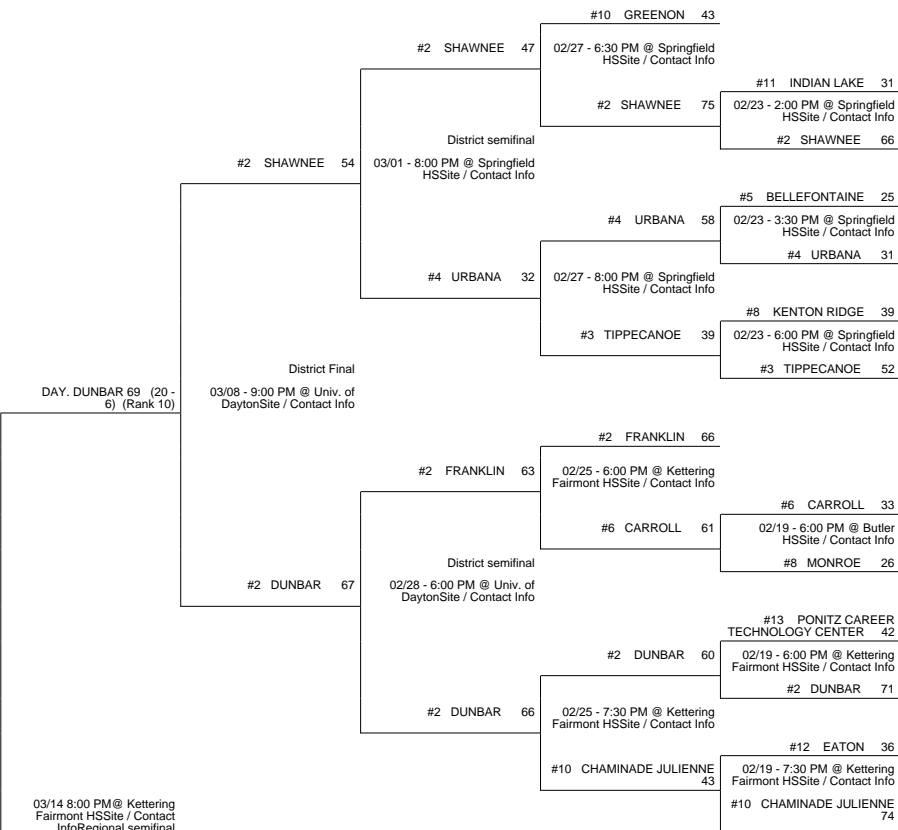 #10 GREENON 43
#2 SHAWNEE 47
02/27 - 6:30 PM @ Springfield
HSSite / Contact Info
#11 INDIAN LAKE 31
#2 SHAWNEE 75
02/23 - 2:00 PM @ Springfield
HSSite / Contact Info
District semifinal
#2 SHAWNEE 66
#2 SHAWNEE 54
03/01 - 8:00 PM @ Springfield
HSSite / Contact Info
#5 BELLEFONTAINE 25
#4 URBANA 58
02/23 - 3:30 PM @ Springfield
HSSite / Contact Info
#4 URBANA 31
#4 URBANA 32
02/27 - 8:00 PM @ Springfield
HSSite / Contact Info
#8 KENTON RIDGE 39
#3 TIPPECANOE 39
02/23 - 6:00 PM @ Springfield
HSSite / Contact Info
#3 TIPPECANOE 52
District Final
DAY. DUNBAR 69 (20 -
6) (Rank 10)
03/08 - 9:00 PM @ Univ. of
DaytonSite / Contact Info
#2 FRANKLIN 66
#2 FRANKLIN 63
02/25 - 6:00 PM @ Kettering
Fairmont HSSite / Contact Info
#6 CARROLL 33
#6 CARROLL 61
02/19 - 6:00 PM @ Butler
HSSite / Contact Info
District semifinal
#8 MONROE 26
#2 DUNBAR 67
02/28 - 6:00 PM @ Univ. of
DaytonSite / Contact Info
#13 PONITZ CAREER
TECHNOLOGY CENTER 42
#2 DUNBAR 60
02/19 - 6:00 PM @ Kettering
Fairmont HSSite / Contact Info
#2 DUNBAR 71
#2 DUNBAR 66
02/25 - 7:30 PM @ Kettering
Fairmont HSSite / Contact Info
#12 EATON 36
#10 CHAMINADE JULIENNE
43
02/19 - 7:30 PM @ Kettering
Fairmont HSSite / Contact Info
#10 CHAMINADE JULIENNE
74
03/14 8:00 PM@ Kettering
Fairmont HSSite / Contact
InfoRegional semifinal